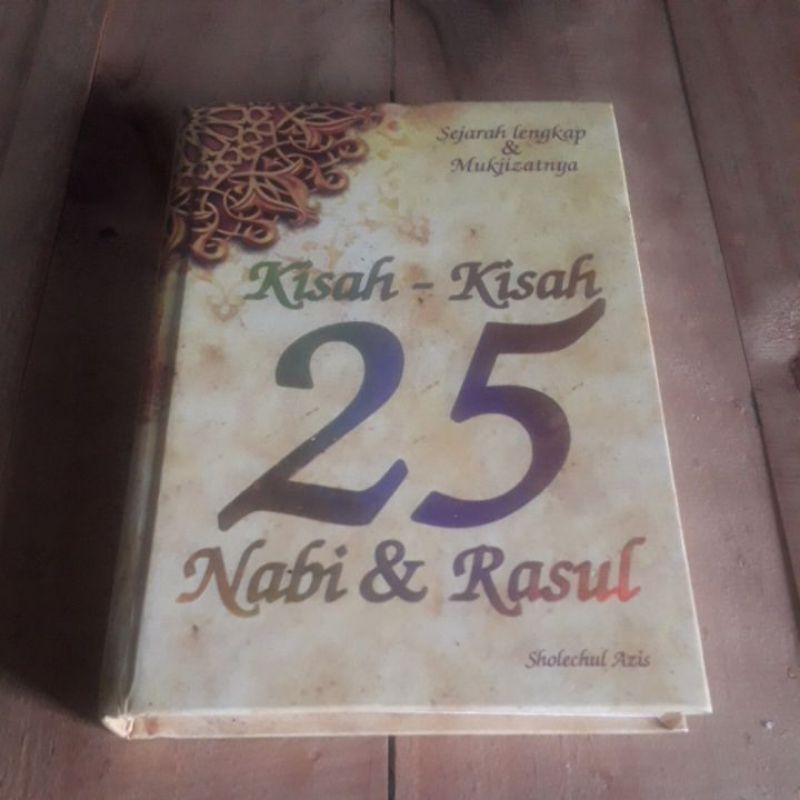 Sejarah lengkap
&
Mukjizatnya
Kisah - Kisah
25
Nabi & Rasul
Sholechul Azis